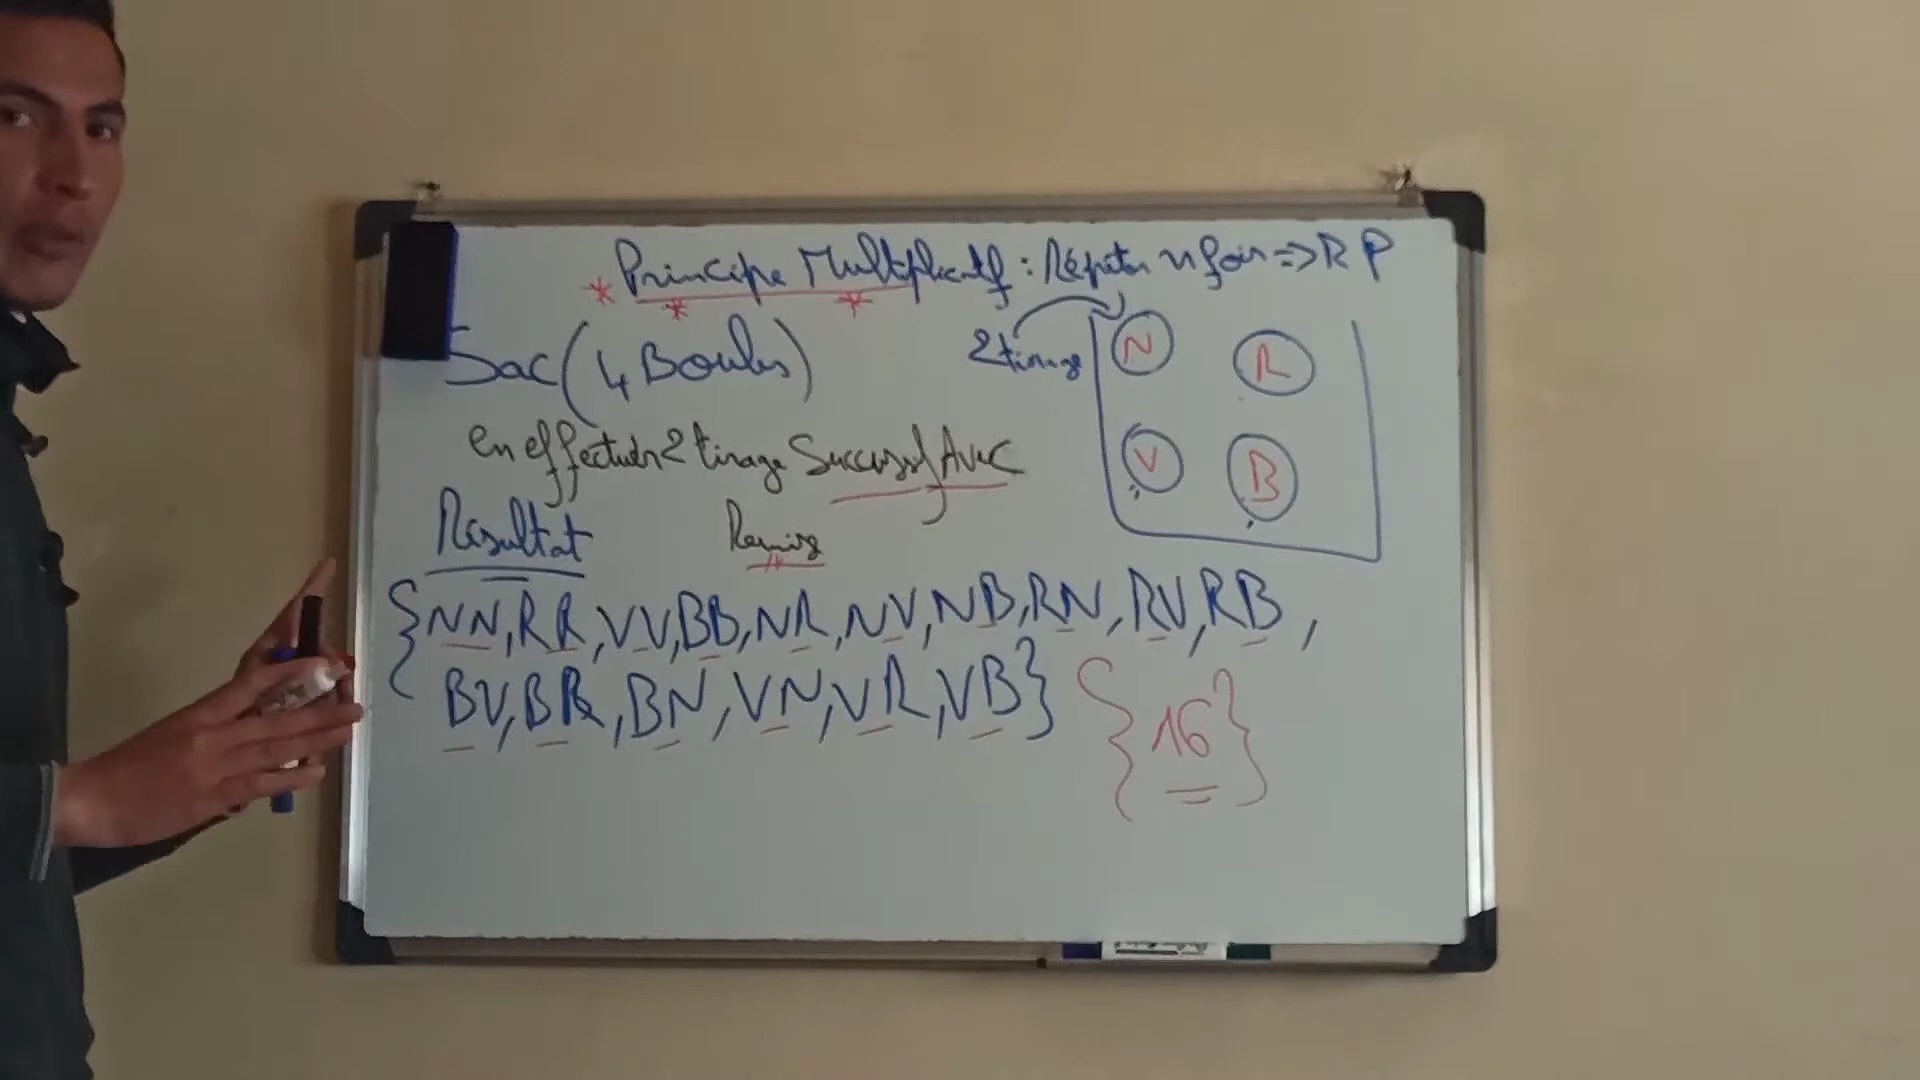 Principe Multiplicatif : Répéter n fois => R P
Sac (4 Boules)
2 tirage
N R
V B
en effectuer 2 tirage Successif Avec
Remise
Résultat
{NN, RR, VV, BB, NR, NV, NB, RN, RV, RB,
BV, BR, BN, VN, VR, VB} {16}